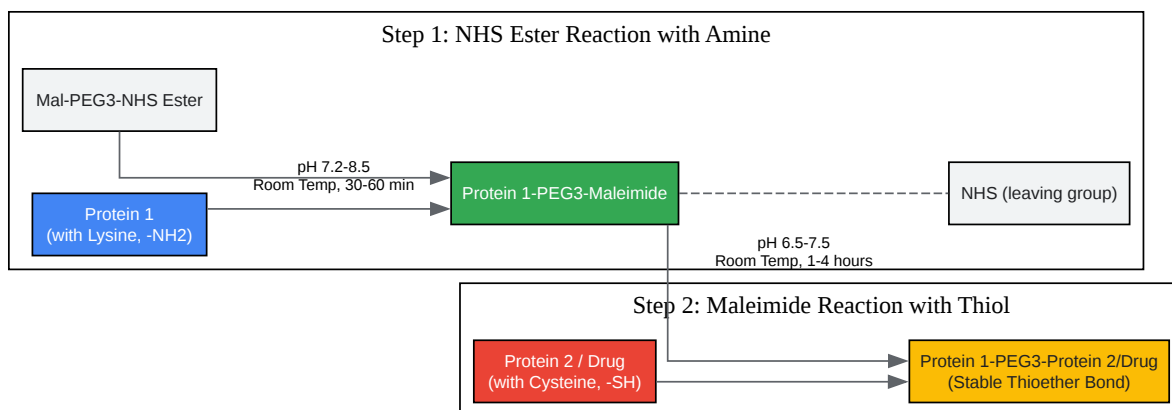 Step 1: NHS Ester Reaction with Amine
Mal-PEG3-NHS Ester
pH 7.2-8.5
Room Temp, 30-60 min
Protein 1
(with Lysine, -NH2)
Protein 1-PEG3-Maleimide
NHS (leaving group)
pH 6.5-7.5
Room Temp, 1-4 hours
Step 2: Maleimide Reaction with Thiol
Protein 2 / Drug
(with Cysteine, -SH)
Protein 1-PEG3-Protein 2/Drug
(Stable Thioether Bond)